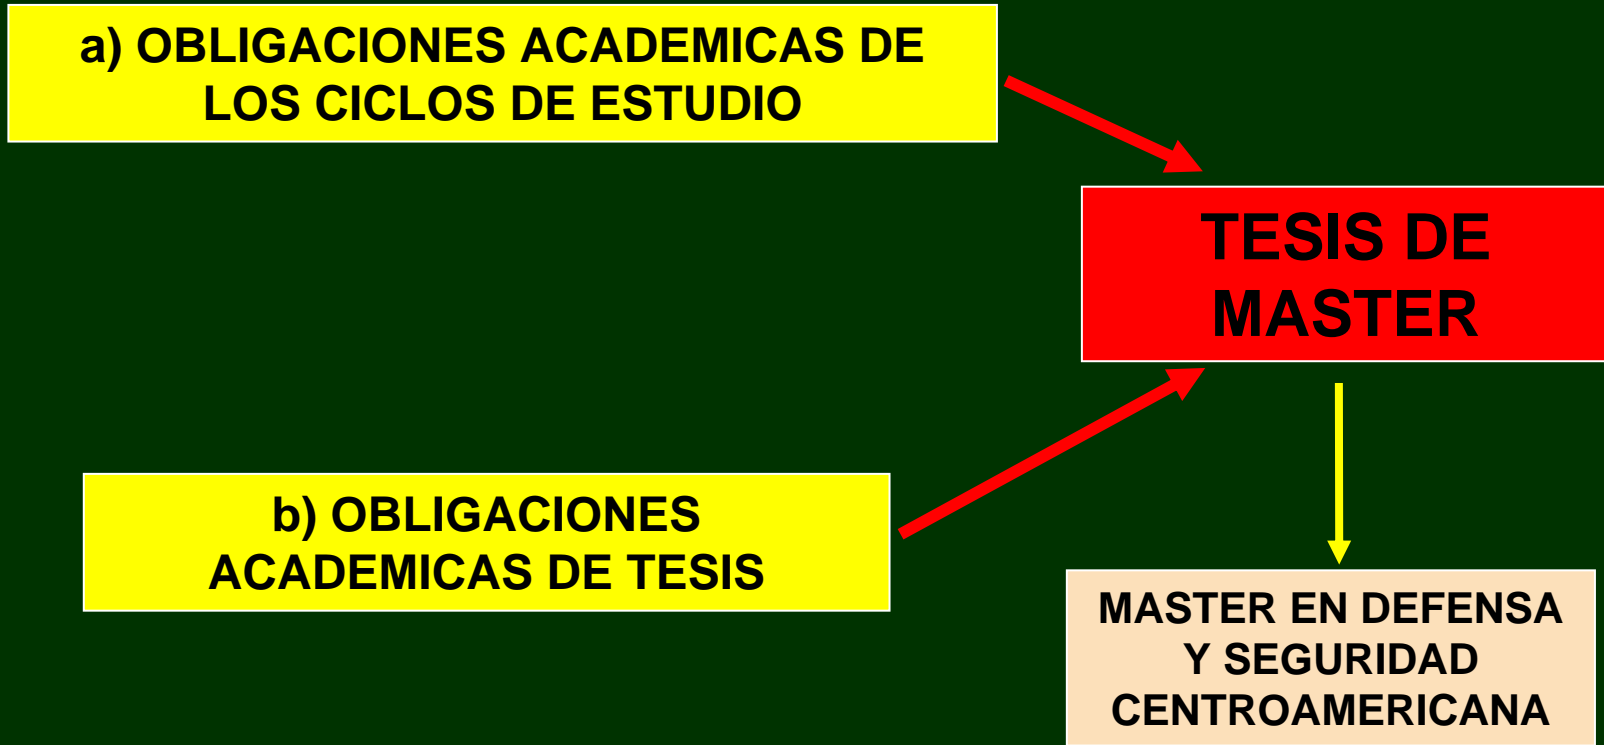 a) OBLIGACIONES ACADEMICAS DE
LOS CICLOS DE ESTUDIO
TESIS DE
MASTER
b) OBLIGACIONES
ACADEMICAS DE TESIS
MASTER EN DEFENSA
Y SEGURIDAD
CENTROAMERICANA